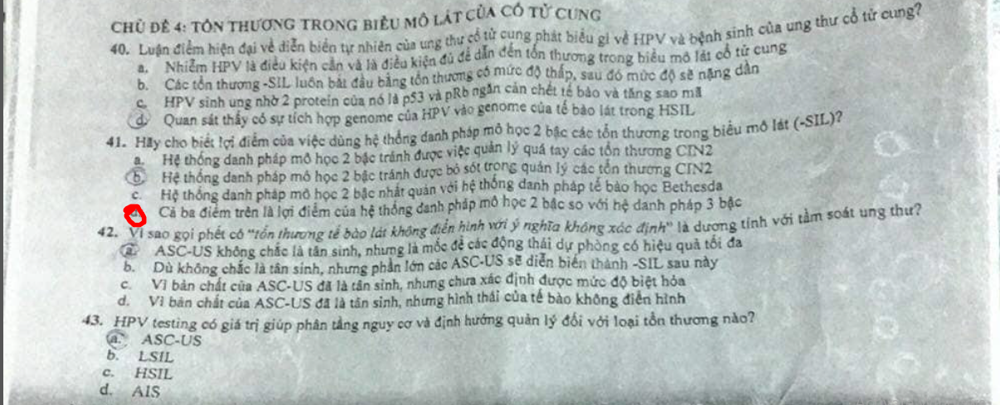 CHỦ ĐỀ 4: TỔN THƯƠNG TRONG BIỂU MÔ LÁT CỦA CỔ TỬ CUNG
40. Luận điểm hiện đại về diễn biến tự nhiên của ung thư cổ tử cung phát biểu gì về HPV và bệnh sinh của ung thư cổ tử cung?
a. Nhiễm HPV là điều kiện cần và là điều kiện đủ để dẫn đến tổn thương trong biểu mô lát cổ tử cung
b. Các tổn thương -SIL luôn bắt đầu bằng tổn thương có mức độ thấp, sau đó mức độ sẽ nặng dần
c. HPV sinh ung nhờ 2 protein của nó là p53 và pRb ngăn cản chết tế bào và tăng sao mã
d. Quan sát thấy có sự tích hợp genome của HPV vào genome của tế bào lát trong HSIL
41. Hãy cho biết lợi điểm của việc dùng hệ thống danh pháp mô học 2 bậc các tổn thương trong biểu mô lát (-SIL)?
a. Hệ thống danh pháp mô học 2 bậc tránh được việc quản lý quá tay các tổn thương CIN2
b. Hệ thống danh pháp mô học 2 bậc tránh được bỏ sót trong quản lý các tổn thương CIN2
c. Hệ thống danh pháp mô học 2 bậc nhất quán với hệ thống danh pháp tế bào học Bethesda
Cả ba điểm trên là lợi điểm của hệ thống danh pháp mô học 2 bậc so với hệ danh pháp 3 bậc
42. Vì sao gọi phết có "tổn thương tế bào lát không điển hình với ý nghĩa không xác định" là dương tính với tầm soát ung thư?
a. ASC-US không chắc là tân sinh, nhưng là mốc để các động thái dự phòng có hiệu quả tối đa
b. Dù không chắc là tân sinh, nhưng phần lớn các ASC-US sẽ diễn biến thành -SIL sau này
c. Vì bản chất của ASC-US đã là tân sinh, nhưng chưa xác định được mức độ biệt hóa
d. Vì bản chất của ASC-US đã là tân sinh, nhưng hình thái của tế bào không điển hình
43. HPV testing có giá trị giúp phân tầng nguy cơ và định hướng quản lý đối với loại tổn thương nào?
a. ASC-US
b. LSIL
c. HSIL
d. AIS